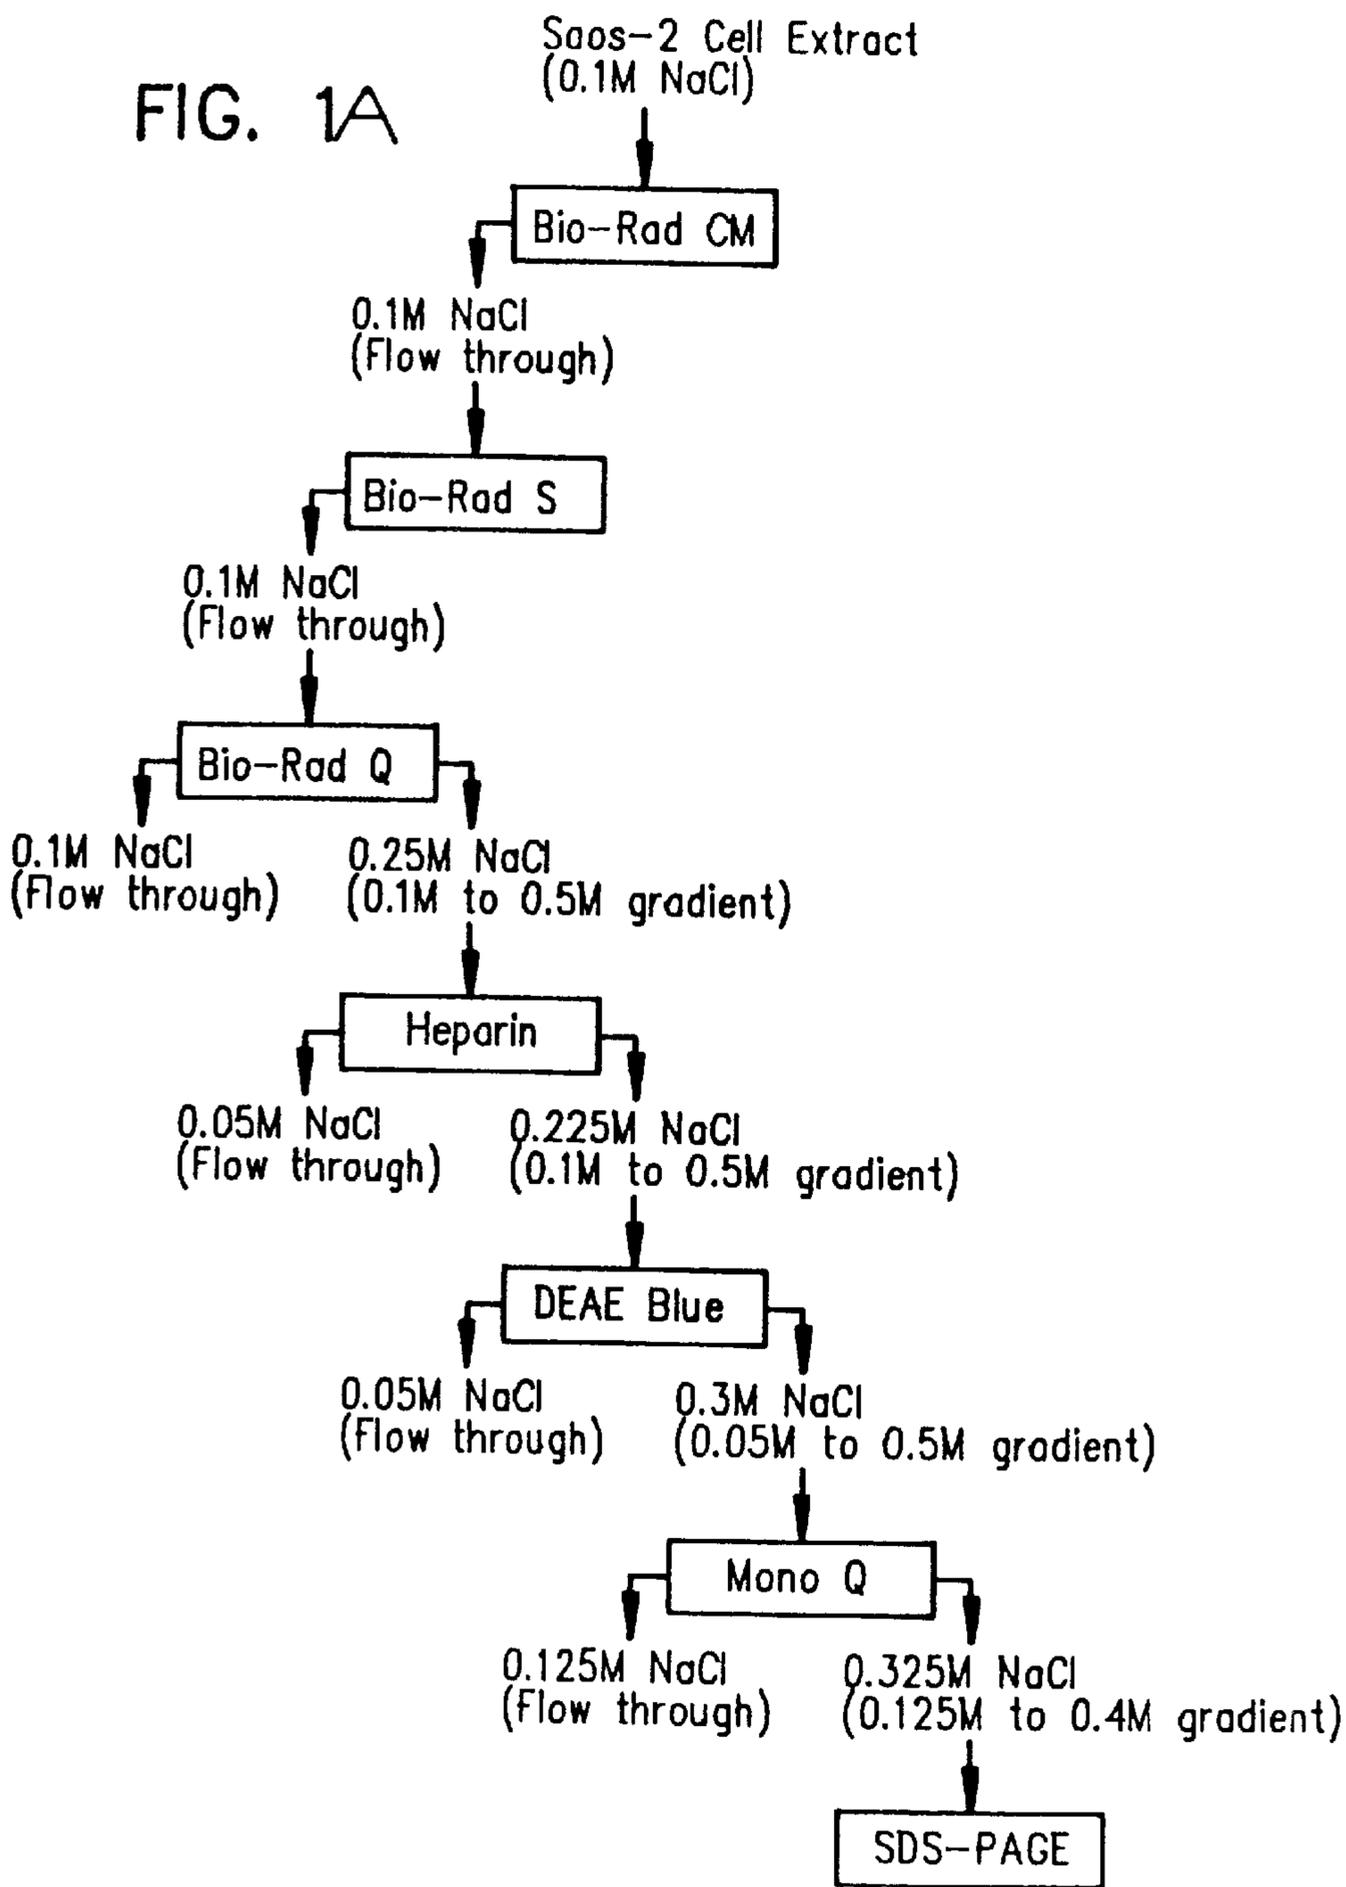 Saos-2 Cell Extract
(0.1M NaCl)
FIG. 1A
Bio-Rad CM
0.1M NaCl
(Flow through)
Bio-Rad S
0.1M NaCl
(Flow through)
Bio-Rad Q
0.1M NaCl
(Flow through)
0.25M NaCl
(0.1M to 0.5M gradient)
Heparin
0.05M NaCl
(Flow through)
0.225M NaCl
(0.1M to 0.5M gradient)
DEAE Blue
0.05M NaCl
(Flow through)
0.3M NaCl
(0.05M to 0.5M gradient)
Mono Q
0.125M NaCl
(Flow through)
0.325M NaCl
(0.125M to 0.4M gradient)
SDS-PAGE